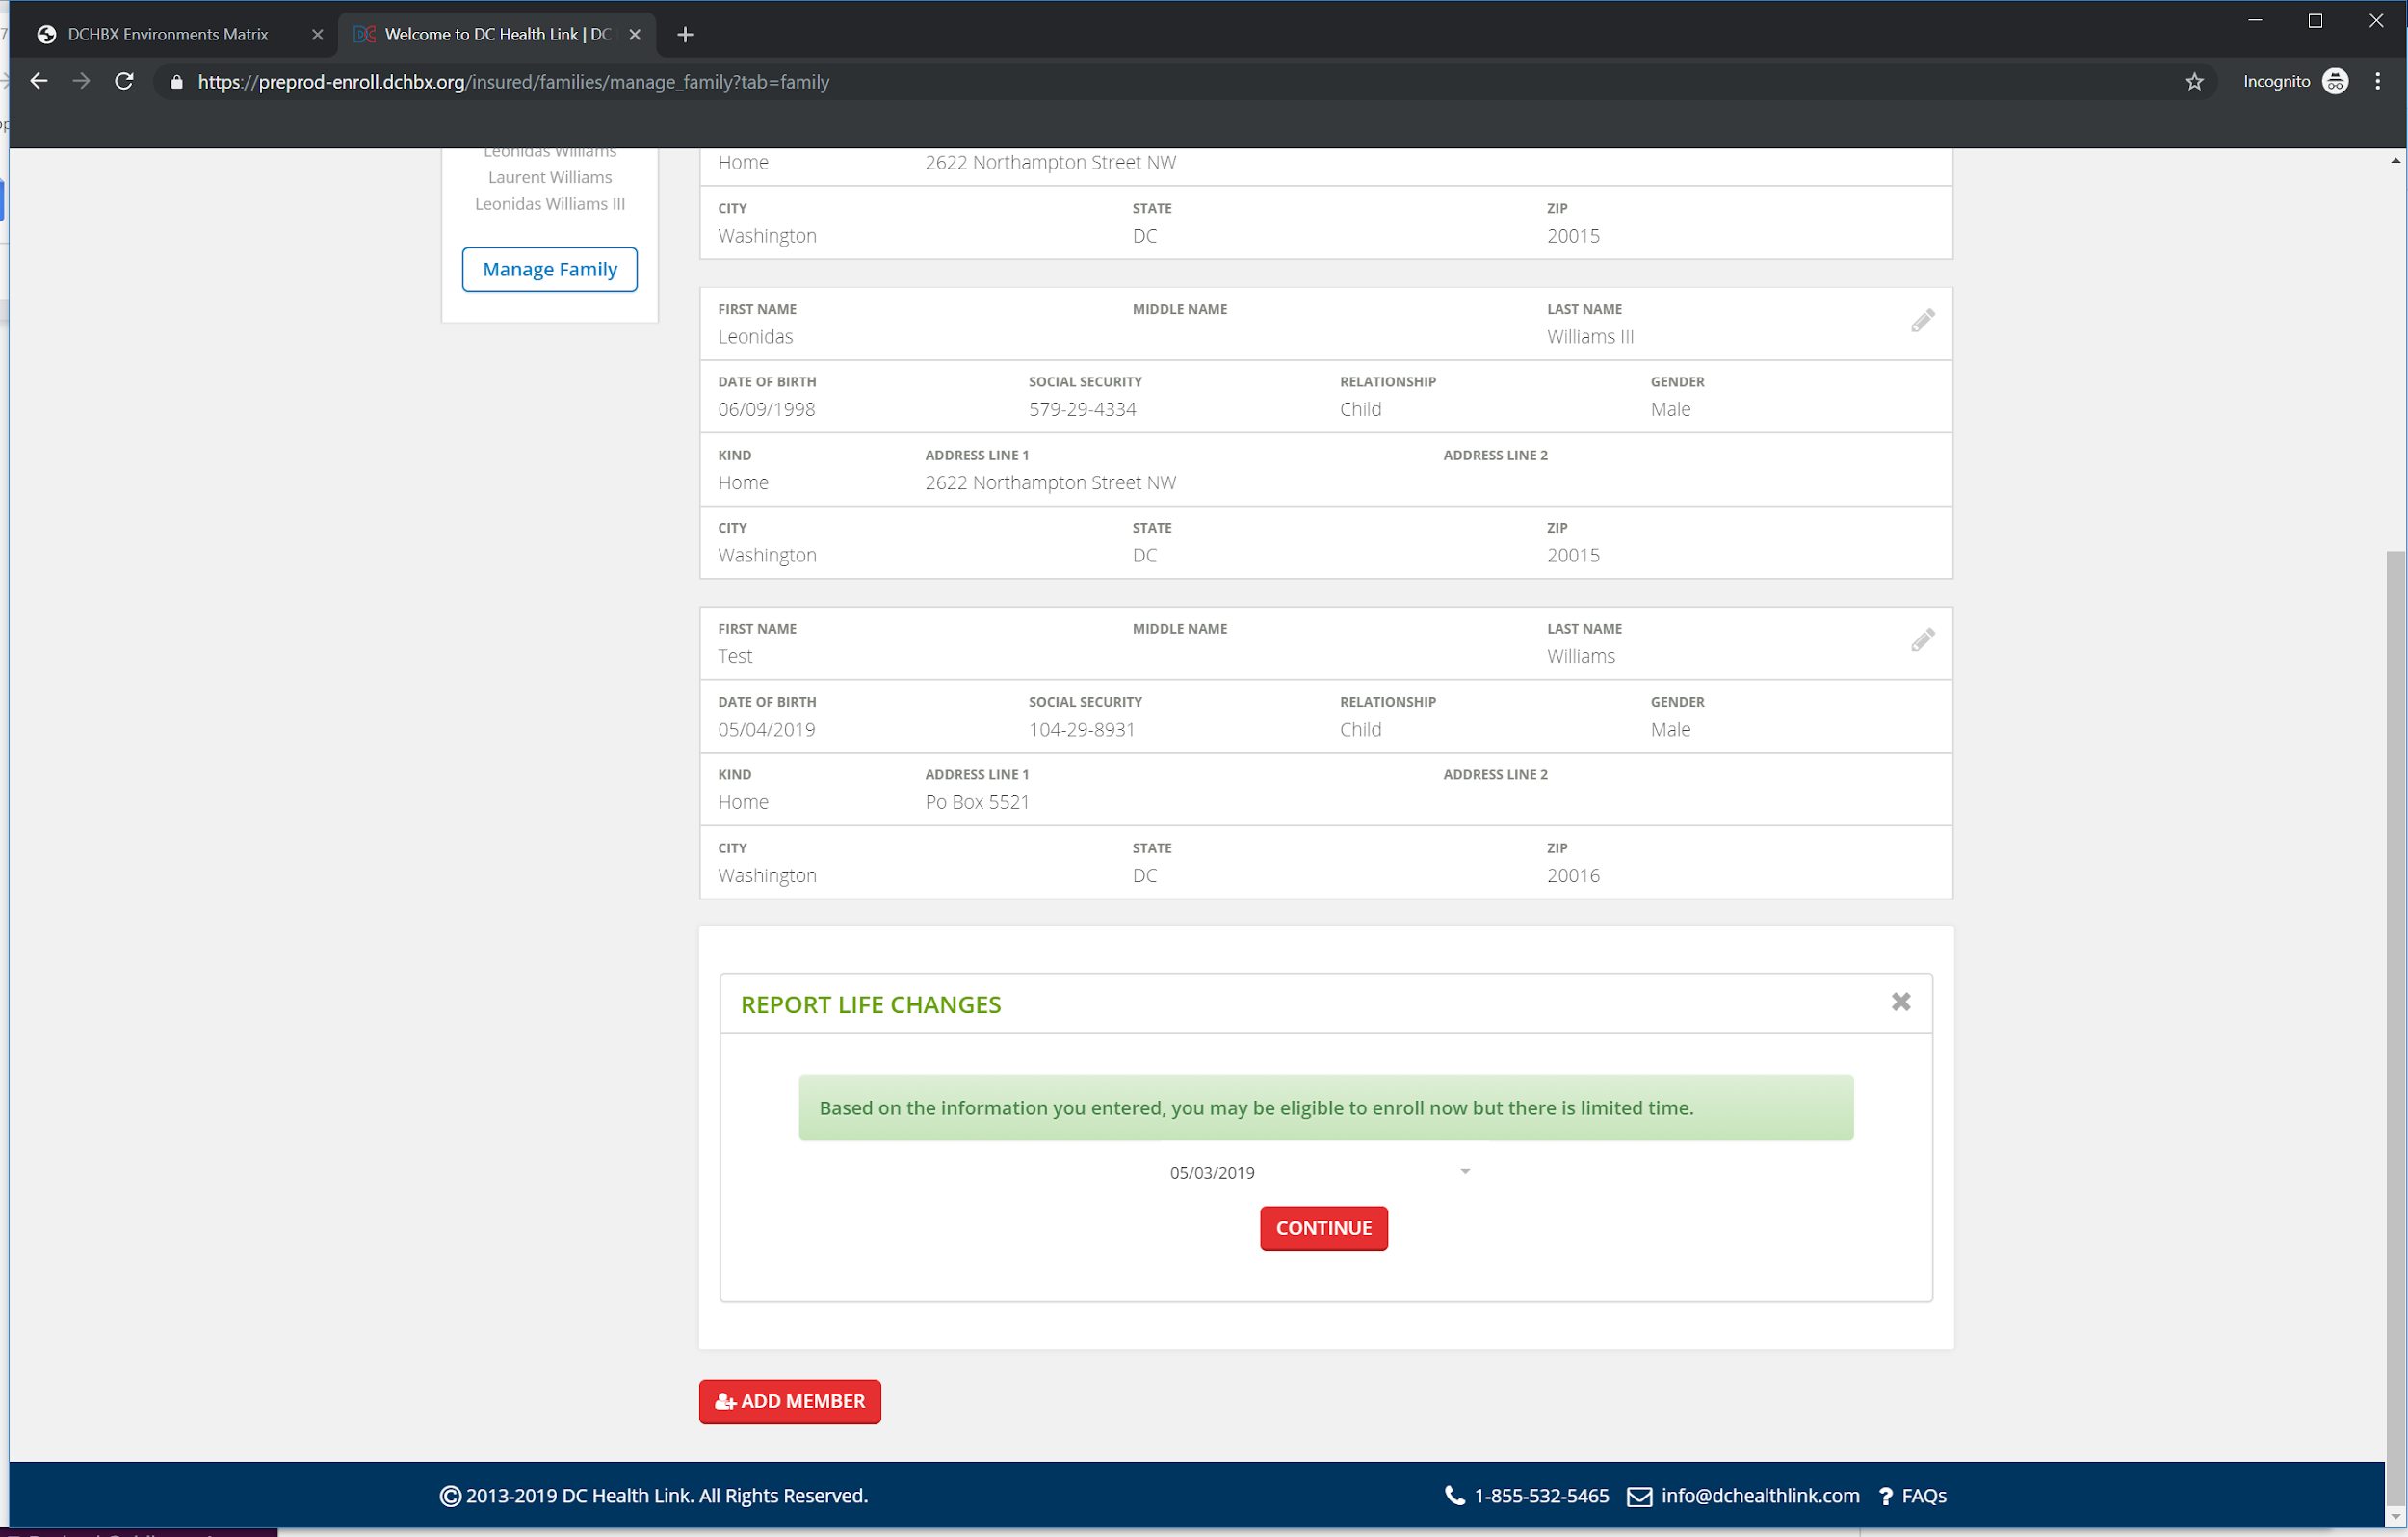 DCHBX Environments Matrix
Welcome to DC Health Link | DC
https://preprod-enroll.dchbx.org/insured/families/manage_family?tab=family
Incognito
Leonidas Williams
Laurent Williams
Leonidas Williams III
Manage Family
Home 2622 Northampton Street NW
CITY STATE ZIP
Washington DC 20015
FIRST NAME MIDDLE NAME LAST NAME
Leonidas Williams III
DATE OF BIRTH SOCIAL SECURITY RELATIONSHIP GENDER
06/09/1998 579-29-4334 Child Male
KIND ADDRESS LINE 1 ADDRESS LINE 2
Home 2622 Northampton Street NW
CITY STATE ZIP
Washington DC 20015
FIRST NAME MIDDLE NAME LAST NAME
Test Williams
DATE OF BIRTH SOCIAL SECURITY RELATIONSHIP GENDER
05/04/2019 104-29-8931 Child Male
KIND ADDRESS LINE 1 ADDRESS LINE 2
Home Po Box 5521
CITY STATE ZIP
Washington DC 20016
REPORT LIFE CHANGES
Based on the information you entered, you may be eligible to enroll now but there is limited time.
05/03/2019
CONTINUE
ADD MEMBER
© 2013-2019 DC Health Link. All Rights Reserved. 1-855-532-5465 info@dchealthlink.com ? FAQs